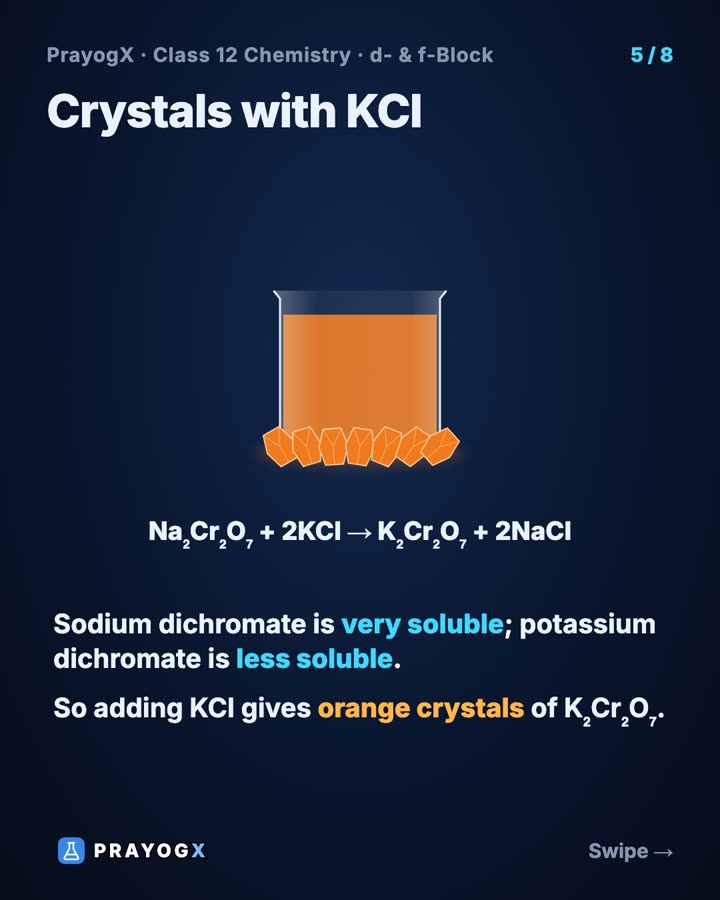 PrayogX · Class 12 Chemistry · d- & f-Block
5 / 8
Crystals with KCl
Na₂Cr₂O₇ + 2KCl → K₂Cr₂O₇ + 2NaCl
Sodium dichromate is very soluble; potassium
dichromate is less soluble.
So adding KCl gives orange crystals of K₂Cr₂O₇.
PRAYOGX
Swipe →